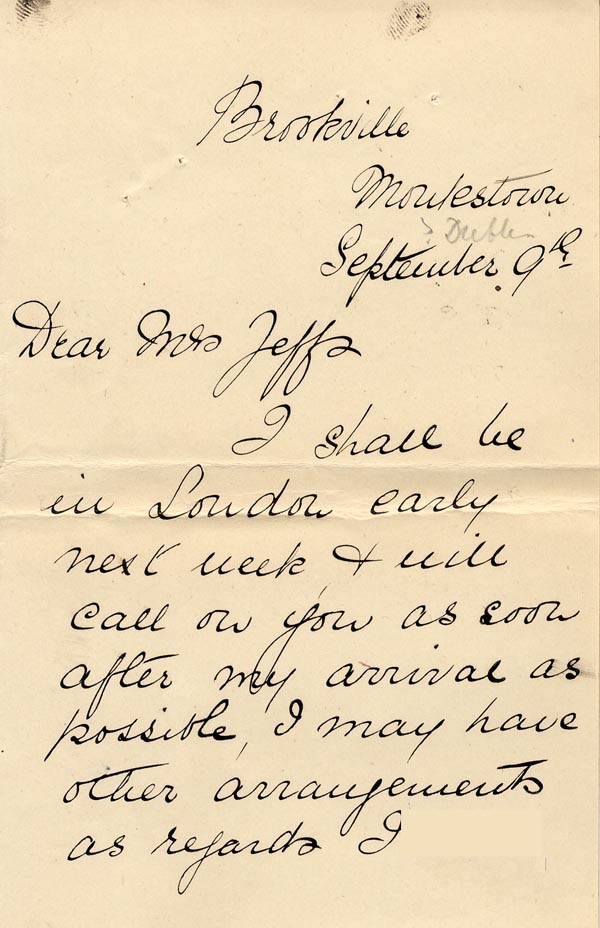 Brookville
Monkstown
? Dublin
September 9th
Dear Mrs Jeffs
I shall be
in London early
next week & will
call on you as soon
after my arrival as
possible, I may have
other arrangements
as regards I